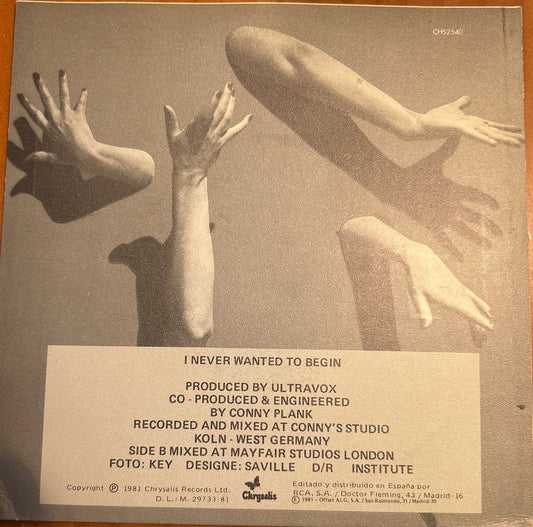 CHS2540
I NEVER WANTED TO BEGIN
PRODUCED BY ULTRAVOX
CO - PRODUCED & ENGINEERED
BY CONNY PLANK
RECORDED AND MIXED AT CONNY'S STUDIO
KOLN - WEST GERMANY
SIDE B MIXED AT MAYFAIR STUDIOS LONDON
FOTO: KEY DESIGNE: SAVILLE D/R INSTITUTE
Copyright Ⓟ 1981 Chrysalis Records Ltd.
D. L.: M. 29733-81
Chrysalis
Editado y distribuido en España por
RCA, S.A. / Doctor Fleming, 43 / Madrid - 16
© 1981 - Offset ALG, S.A. / San Raimundo, 31 / Madrid-20